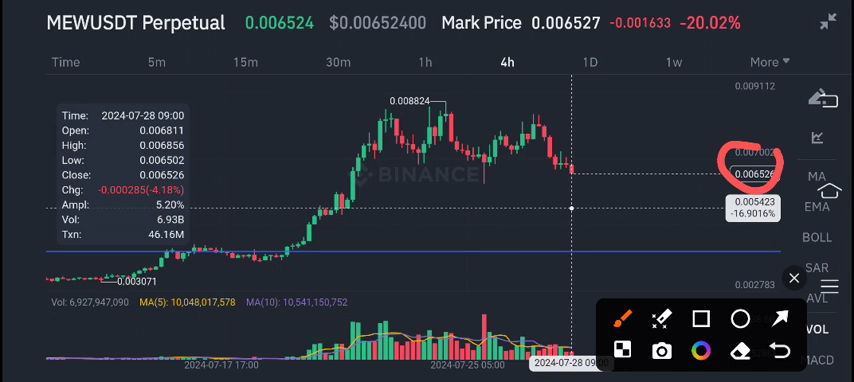 MEWUSDT Perpetual 0.006524 $0.00652400 Mark Price 0.006527 -0.001633 -20.02%
Time 5m 15m 30m 1h 4h 1D 1w More
0.009112
0.008824
Time: 2024-07-28 09:00
Open: 0.006811
High: 0.006856
Low: 0.006502
Close: 0.006526
Chg: -0.000285(-4.18%)
Ampl: 5.20%
Vol: 6.93B
Txn: 46.16M
BINANCE
0.007002
0.006526
0.005423
-16.9016%
MA
EMA
BOLL
SAR
AVL
VOL
MACD
0.003071
0.002783
Vol: 6,927,947,090 MA(5): 10,048,017,578 MA(10): 10,541,150,752
2024-07-17 17:00 2024-07-25 05:00 2024-07-28 09:00